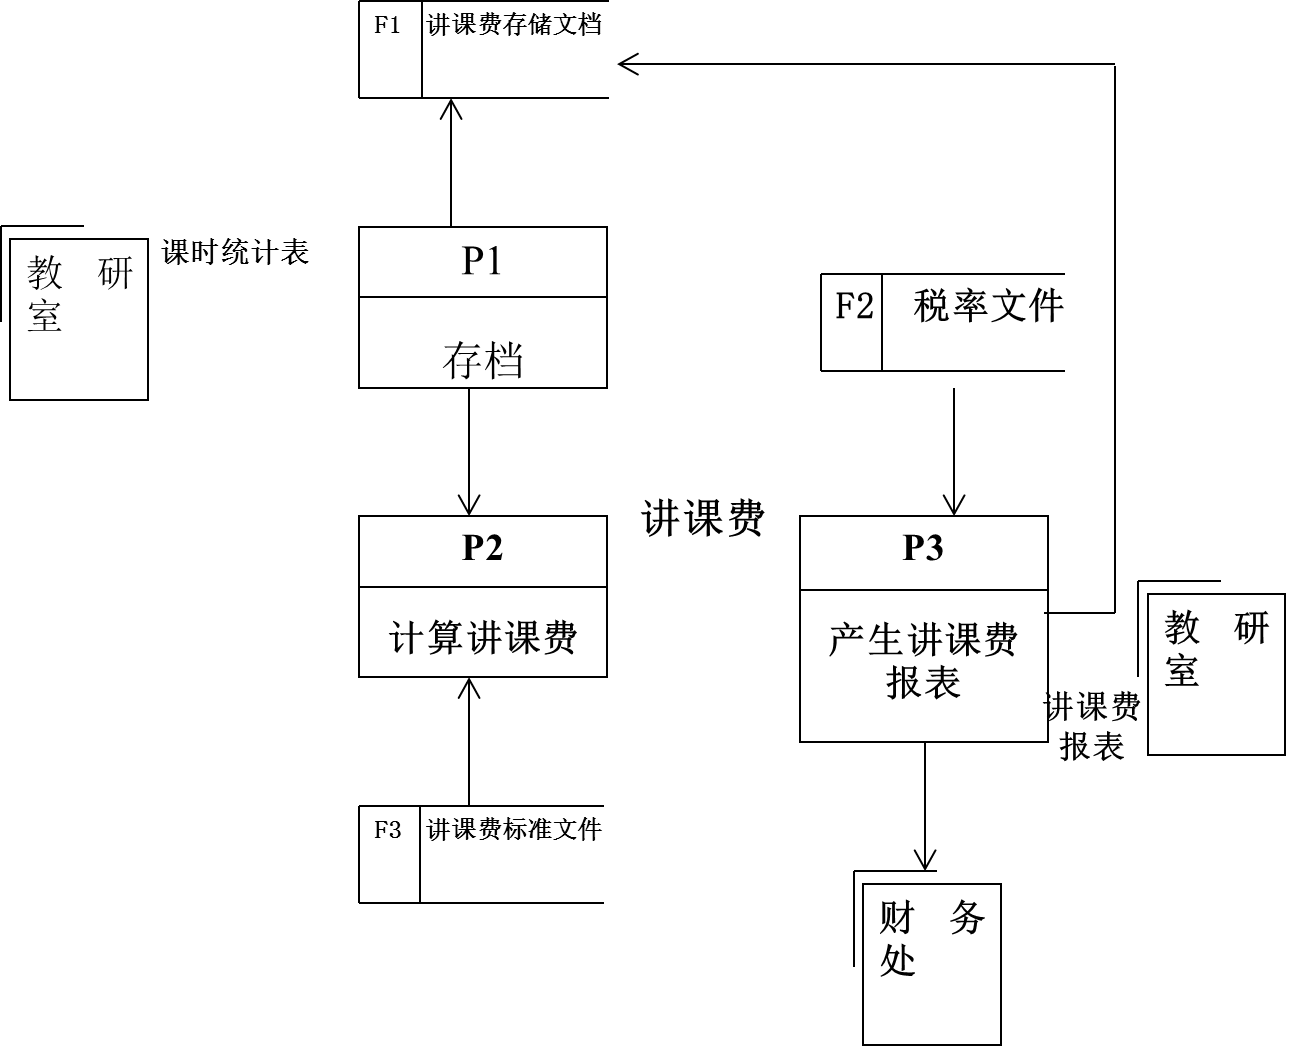 F1 讲课费存储文档
教 研
室
课时统计表
P1
存档
F2 税率文件
讲课费
P2
计算讲课费
P3
产生讲课费
报表
教 研
室
讲课费
报表
F3 讲课费标准文件
财 务
处